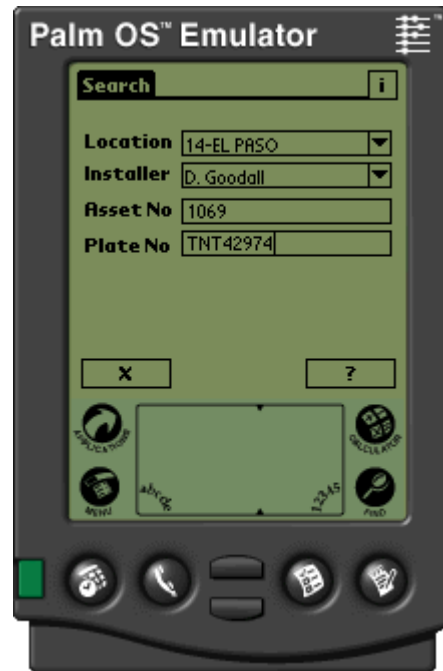 Palm OS™ Emulator
Search
i
Location 14-EL PASO
Installer D. Goodall
Asset No 1069
Plate No TNT42974
X ?
APPLICATIONS CALCULATOR
MENU abcde 12345 FIND